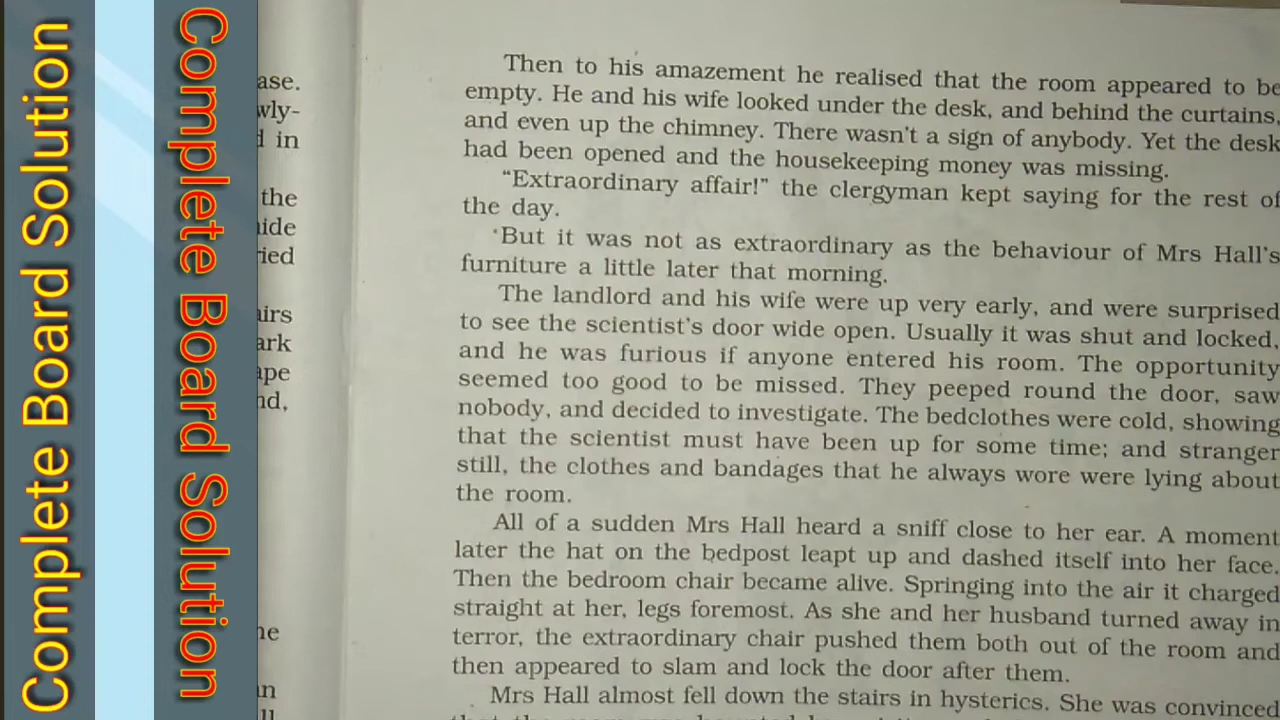 Complete Board Solution
Complete Board Solution
ase.
wly-
d in
the
ried
airs
ark
ape
nd,
Then to his amazement he realised that the room appeared to be
empty. He and his wife looked under the desk, and behind the curtains,
and even up the chimney. There wasn't a sign of anybody. Yet the desk
had been opened and the housekeeping money was missing.
“Extraordinary affair!” the clergyman kept saying for the rest of
the day.
But it was not as extraordinary as the behaviour of Mrs Hall's
furniture a little later that morning.
The landlord and his wife were up very early, and were surprised
to see the scientist's door wide open. Usually it was shut and locked,
and he was furious if anyone entered his room. The opportunity
seemed too good to be missed. They peeped round the door, saw
nobody, and decided to investigate. The bedclothes were cold, showing
that the scientist must have been up for some time; and stranger
still, the clothes and bandages that he always wore were lying about
the room.
All of a sudden Mrs Hall heard a sniff close to her ear. A moment
later the hat on the bedpost leapt up and dashed itself into her face.
Then the bedroom chair became alive. Springing into the air it charged
straight at her, legs foremost. As she and her husband turned away in
terror, the extraordinary chair pushed them both out of the room and
then appeared to slam and lock the door after them.
Mrs Hall almost fell down the stairs in hysterics. She was convinced